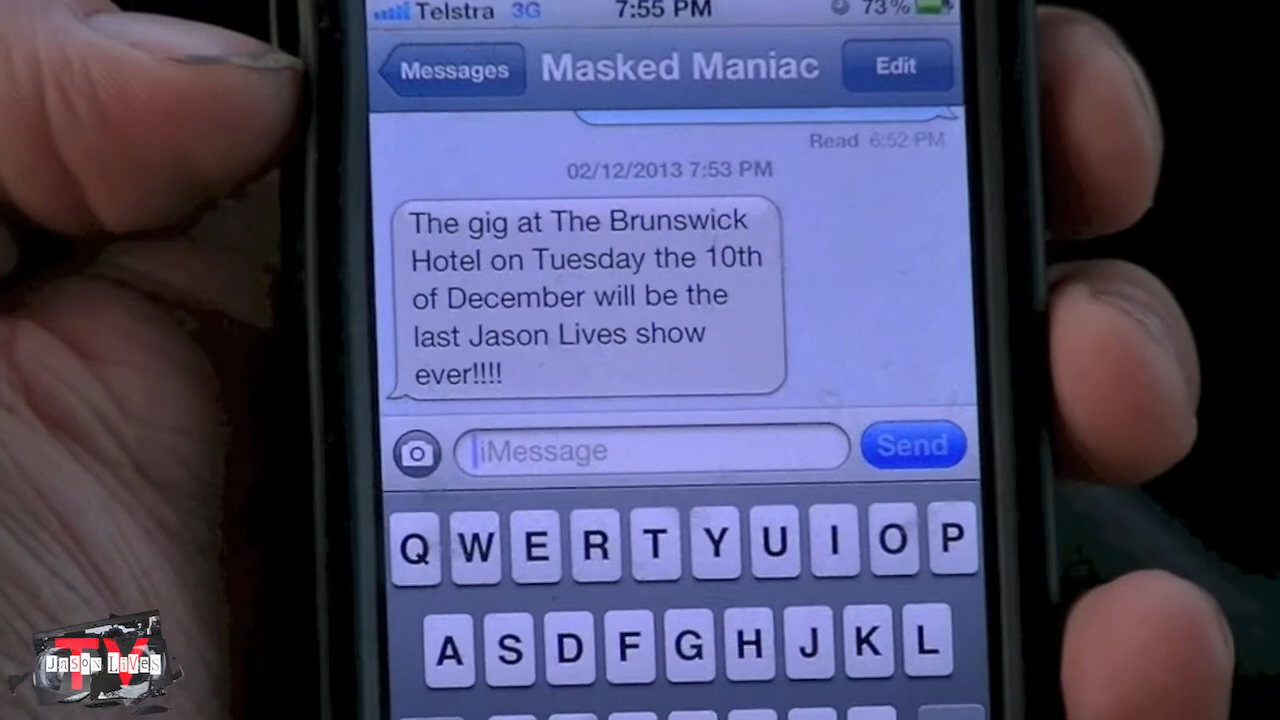 Telstra 3G 7:55 PM 73%
Messages Masked Maniac Edit
Read 6:52 PM
02/12/2013 7:53 PM
The gig at The Brunswick
Hotel on Tuesday the 10th
of December will be the
last Jason Lives show
ever!!!!
iMessage Send
Q W E R T Y U I O P
A S D F G H J K L
TV
Jason Lives